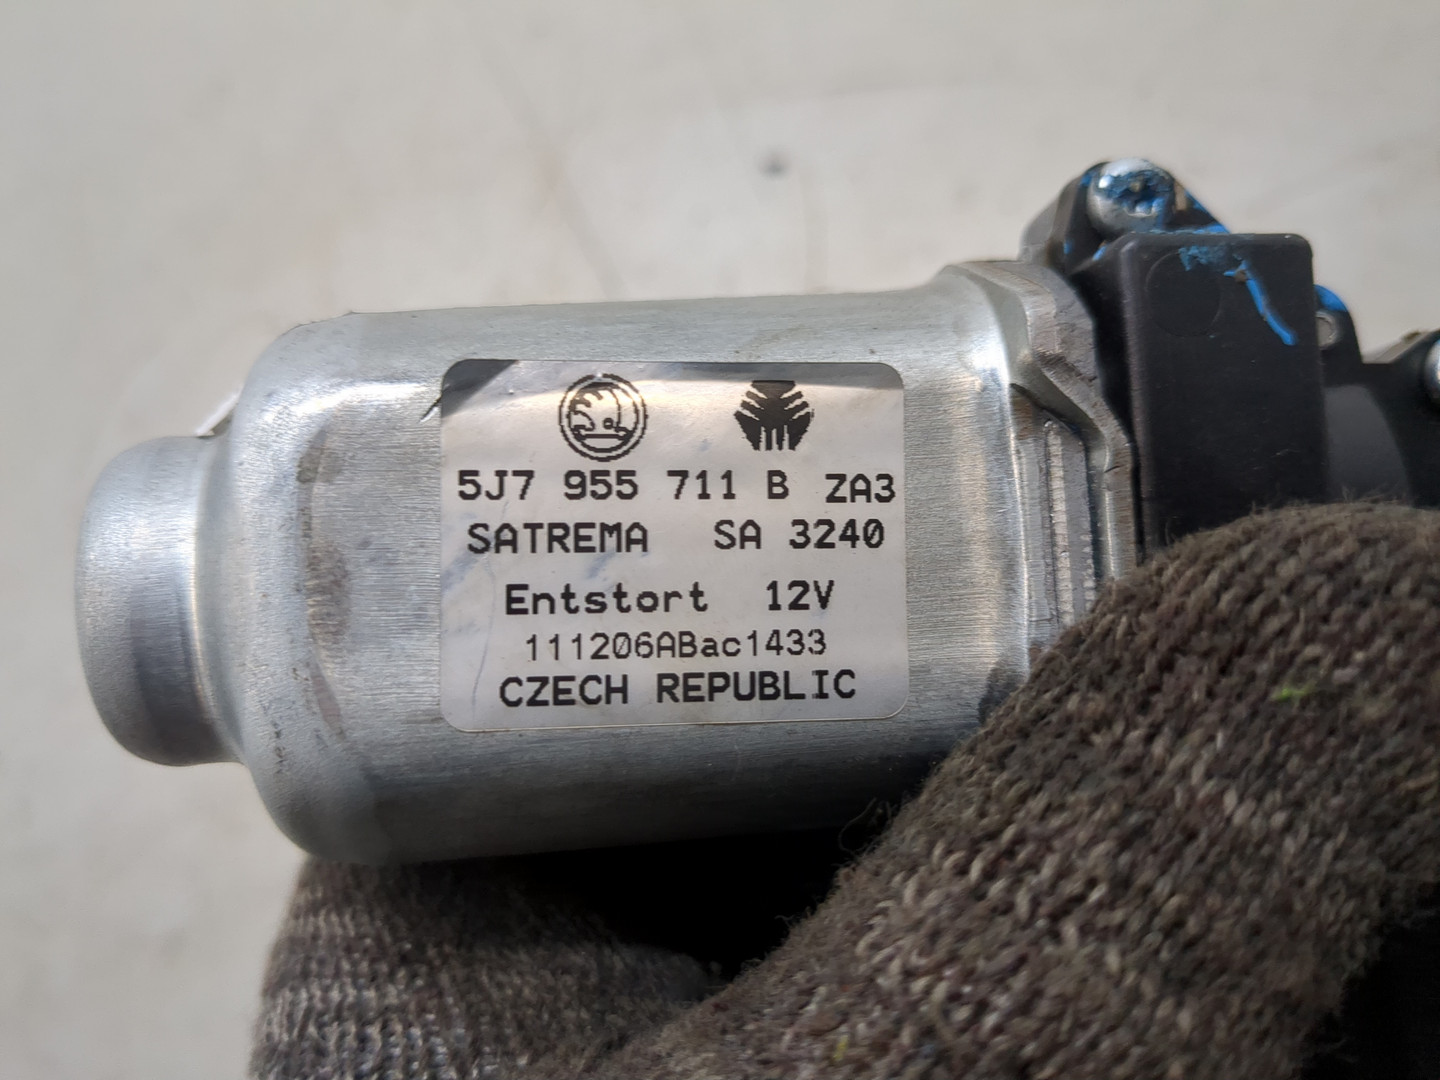 5J7 955 711 B ZA3
SATREMA SA 3240
Entstort 12V
111206ABac1433
CZECH REPUBLIC